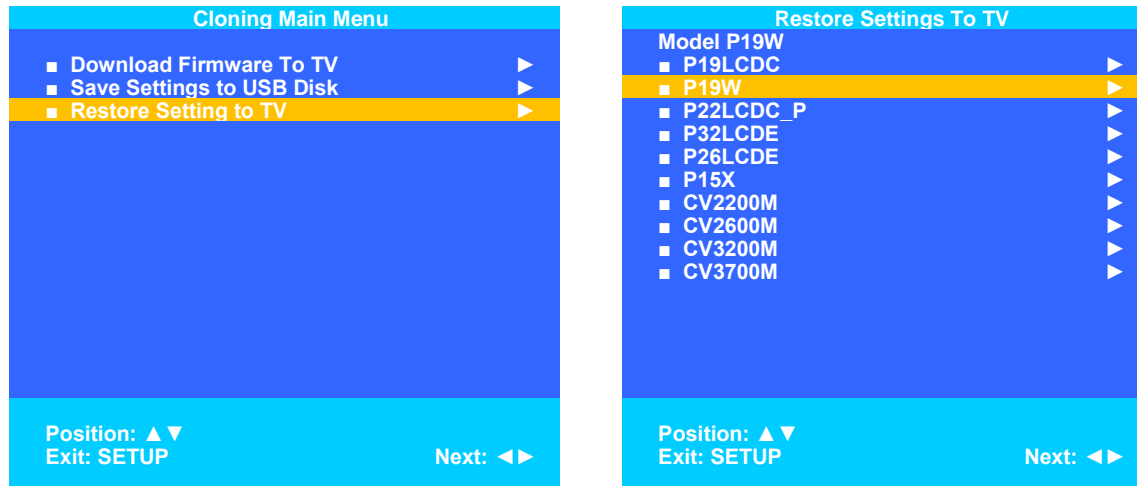 Cloning Main Menu
■ Download Firmware To TV ►
■ Save Settings to USB Disk ►
■ Restore Setting to TV ►
Position: ▲▼
Exit: SETUP Next: ◄►
Restore Settings To TV
Model P19W
■ P19LCDC ►
■ P19W ►
■ P22LCDC_P ►
■ P32LCDE ►
■ P26LCDE ►
■ P15X ►
■ CV2200M ►
■ CV2600M ►
■ CV3200M ►
■ CV3700M ►
Position: ▲▼
Exit: SETUP Next: ◄►